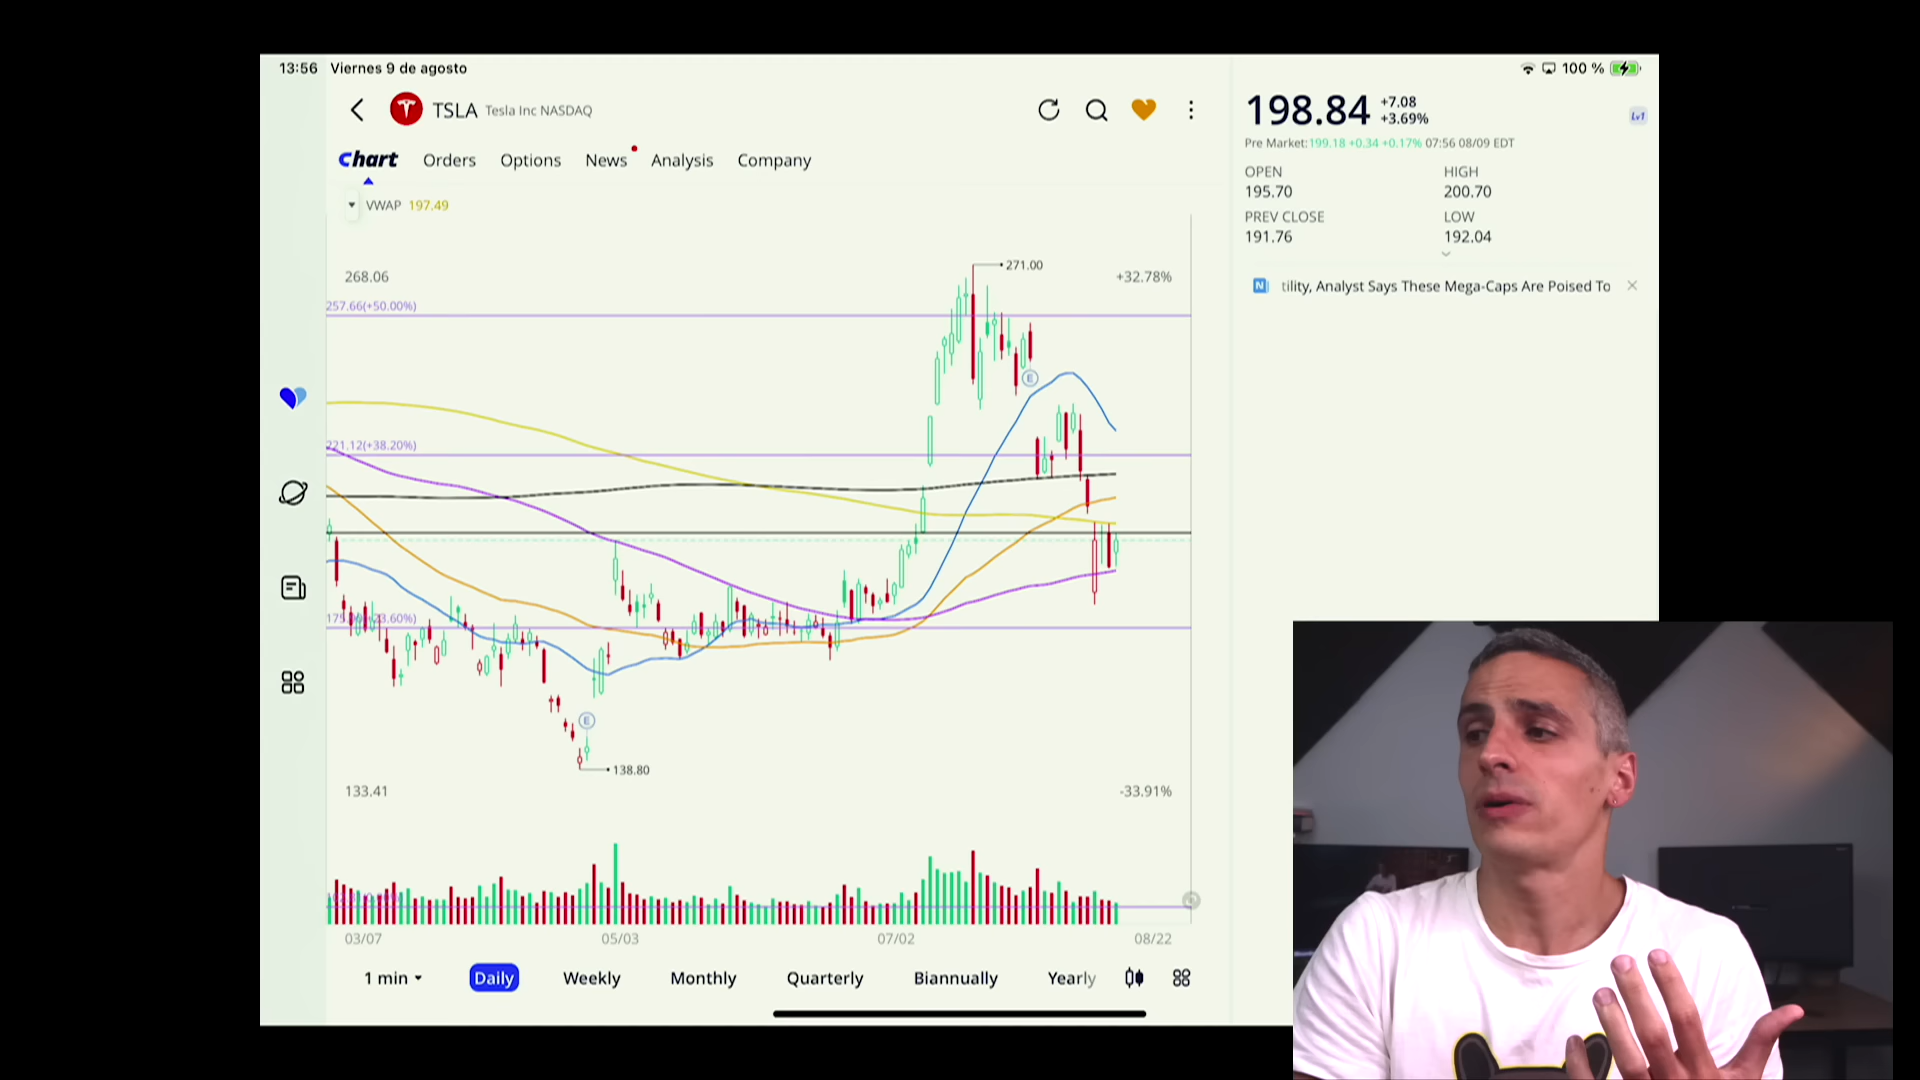 13:56 Viernes 9 de agosto
100 %
TSLA Tesla Inc NASDAQ
Chart Orders Options News Analysis Company
VWAP 197.49
198.84 +7.08
+3.69%
Lv1
Pre Market:199.18 +0.34 +0.17% 07:56 08/09 EDT
OPEN HIGH
195.70 200.70
PREV CLOSE LOW
191.76 192.04
N tility, Analyst Says These Mega-Caps Are Poised To
271.00
268.06 +32.78%
257.66(+50.00%)
E
221.12(+38.20%)
E
138.80
133.41 -33.91%
03/07 05/03 07/02 08/22
1 min Daily Weekly Monthly Quarterly Biannually Yearly